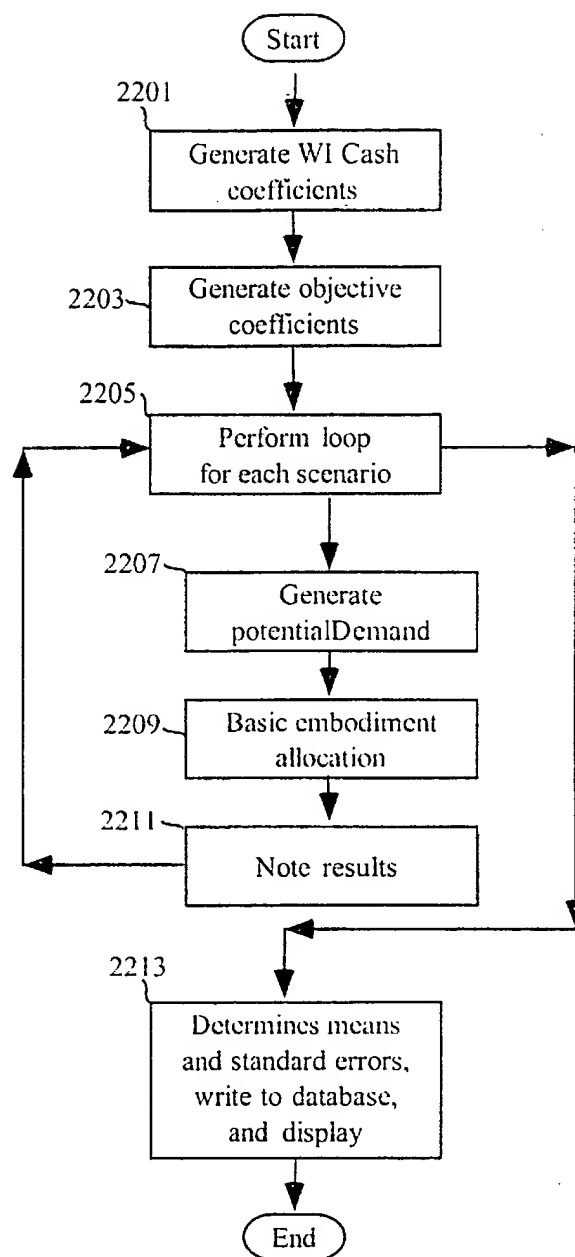 Start
2201
Generate WI Cash
coefficients
2203
Generate objective
coefficients
2205
Perform loop
for each scenario
2207
Generate
potentialDemand
2209
Basic embodiment
allocation
2211
Note results
2213
Determines means
and standard errors,
write to database,
and display
End